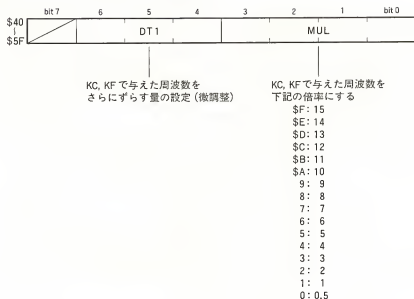 bit 7 6 5 4 3 2 1 bit 0
$40
〜
$5F
DT1 MUL
KC, KFで与えた周波数を
さらにずらす量の設定(微調整)
KC, KFで与えた周波数を
下記の倍率にする
$F: 15
$E: 14
$D: 13
$C: 12
$B: 11
$A: 10
9: 9
8: 8
7: 7
6: 6
5: 5
4: 4
3: 3
2: 2
1: 1
0: 0.5